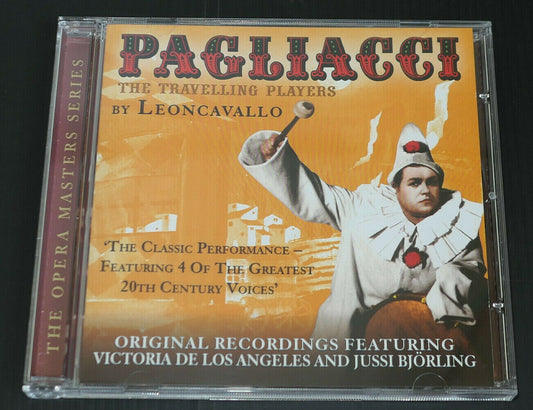 THE OPERA MASTERS SERIES
PAGLIACCI
THE TRAVELLING PLAYERS
BY LEONCAVALLO
‘THE CLASSIC PERFORMANCE –
FEATURING 4 OF THE GREATEST
20TH CENTURY VOICES’
ORIGINAL RECORDINGS FEATURING
VICTORIA DE LOS ANGELES AND JUSSI BJÖRLING